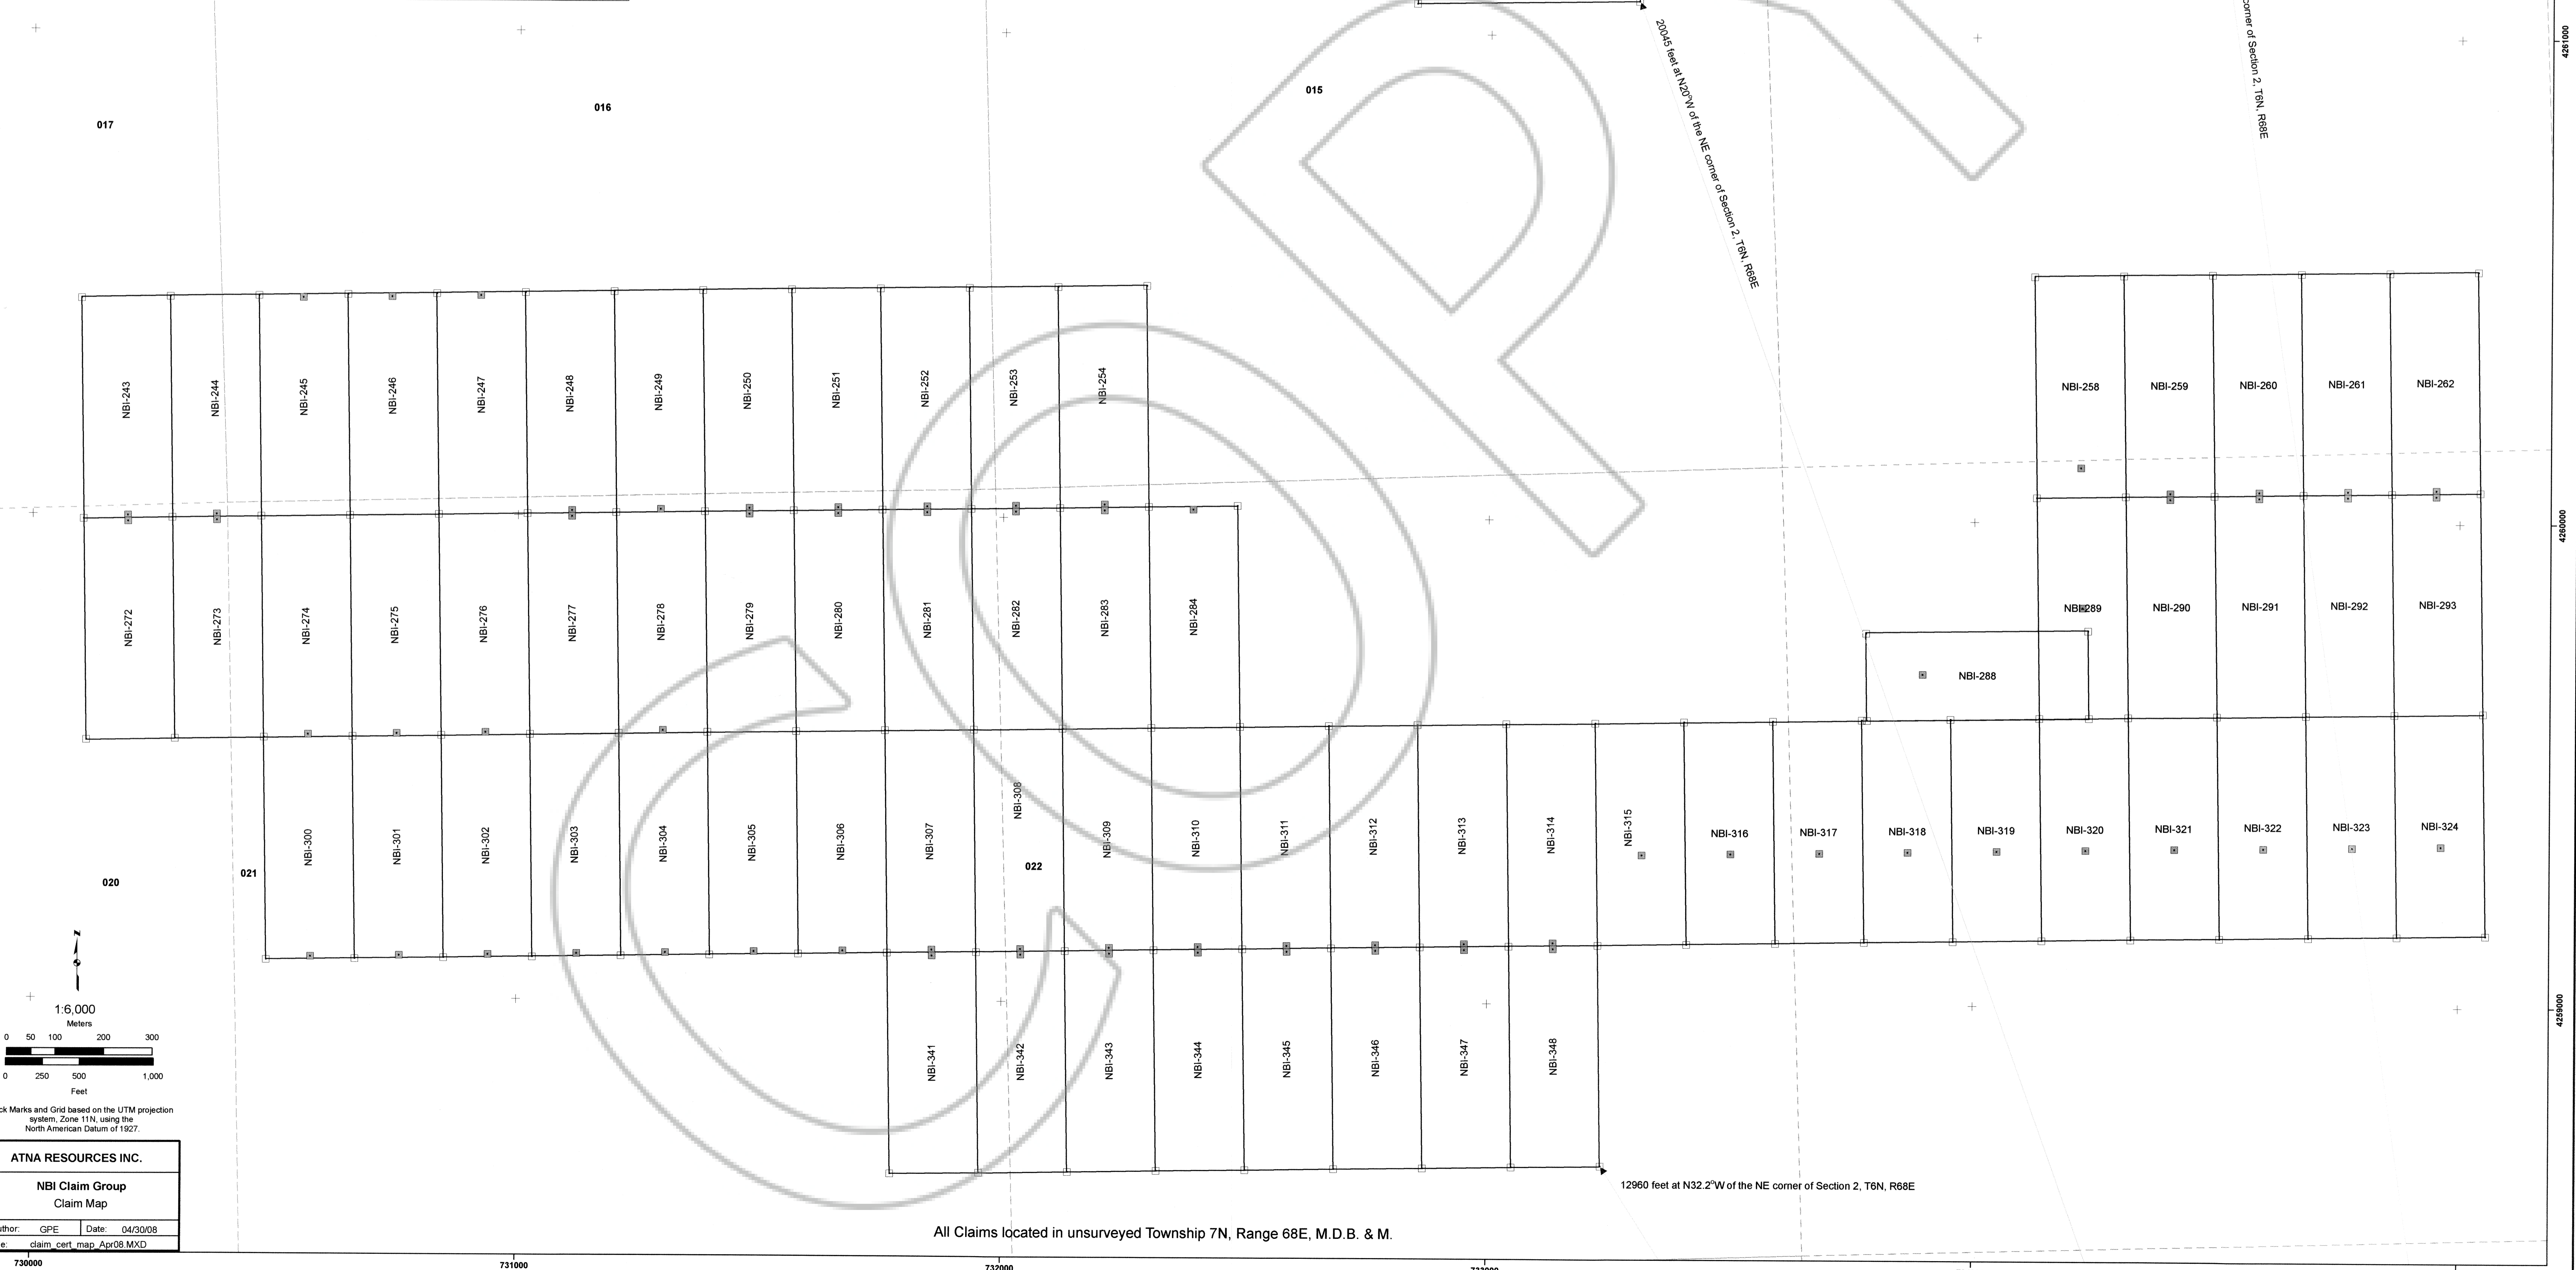 20045 feet at N20°W of the NE corner of Section 2, T6N, R68E
corner of Section 2, T6N, R68E
4261000
017
016
015
NBI-243
NBI-244
NBI-245
NBI-246
NBI-247
NBI-248
NBI-249
NBI-250
NBI-251
NBI-252
NBI-253
NBI-254
NBI-258
NBI-259
NBI-260
NBI-261
NBI-262
4260000
NBI-272
NBI-273
NBI-274
NBI-275
NBI-276
NBI-277
NBI-278
NBI-279
NBI-280
NBI-281
NBI-282
NBI-283
NBI-284
NBI-289
NBI-290
NBI-291
NBI-292
NBI-293
NBI-288
NBI-300
NBI-301
NBI-302
NBI-303
NBI-304
NBI-305
NBI-306
NBI-307
NBI-308
NBI-309
NBI-310
NBI-311
NBI-312
NBI-313
NBI-314
NBI-315
NBI-316
NBI-317
NBI-318
NBI-319
NBI-320
NBI-321
NBI-322
NBI-323
NBI-324
020
021
022
NBI-341
NBI-342
NBI-343
NBI-344
NBI-345
NBI-346
NBI-347
NBI-348
4259000
COPY
N
1:6,000
Meters
0 50 100 200 300
0 250 500 1,000
Feet
ck Marks and Grid based on the UTM projection
system, Zone 11N, using the
North American Datum of 1927.
ATNA RESOURCES INC.
NBI Claim Group
Claim Map
uthor: GPE Date: 04/30/08
e: claim_cert_map_Apr08.MXD
12960 feet at N32.2°W of the NE corner of Section 2, T6N, R68E
All Claims located in unsurveyed Township 7N, Range 68E, M.D.B. & M.
730000
731000
732000